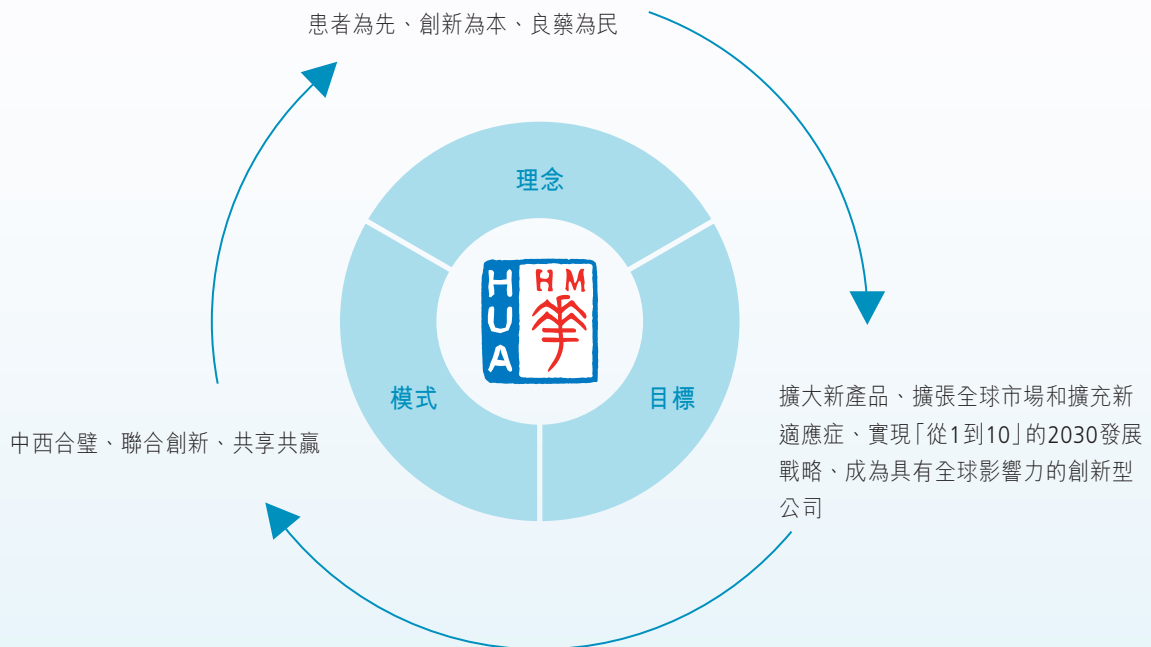 患者為先、創新為本、良藥為民
理念
HUA
HM
華
模式
目標
中西合璧、聯合創新、共享共贏
擴大新產品、擴張全球市場和擴充新
適應症、實現「從1到10」的2030發展
戰略、成為具有全球影響力的創新型
公司